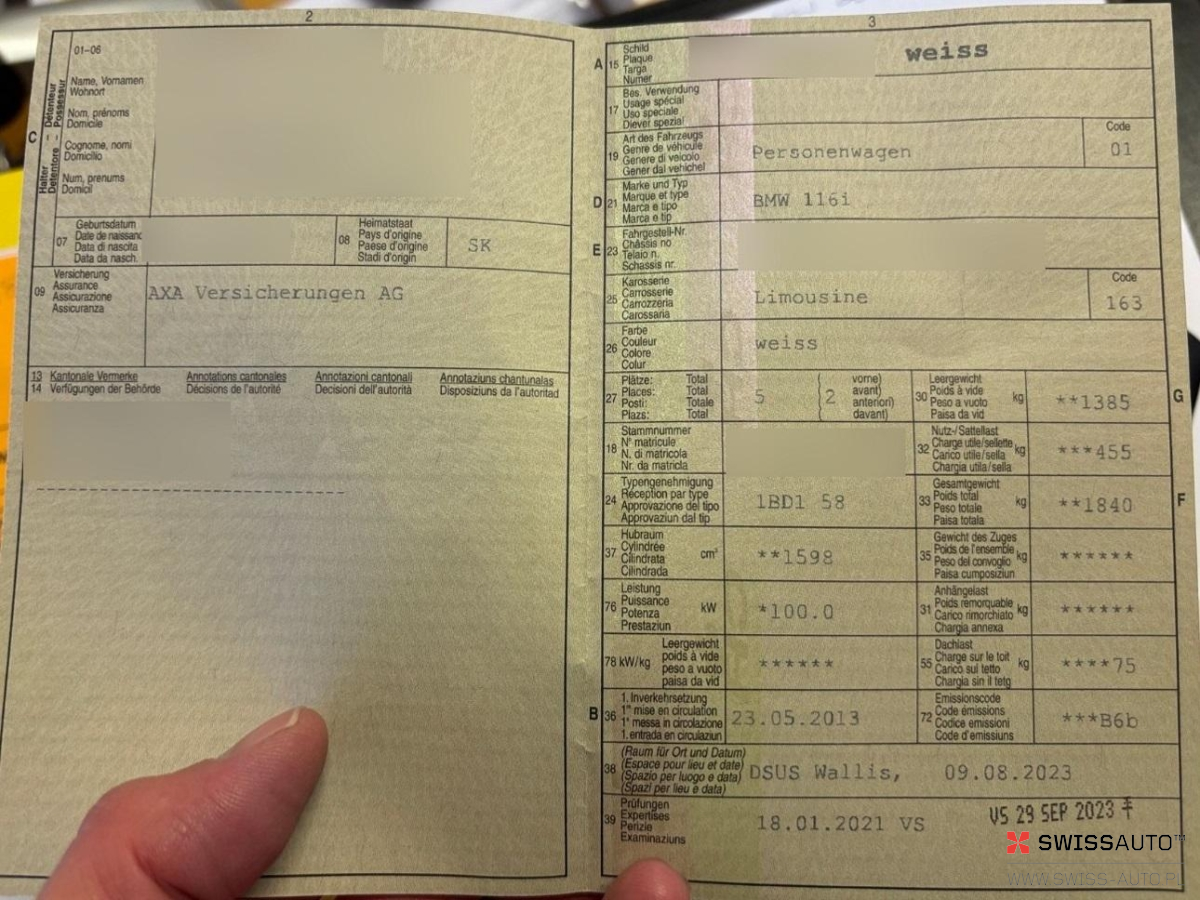 2
01-06
C
Halter – Détenteur
Detentore – Possessur
Name, Vornamen
Wohnort
Nom, prénoms
Domicile
Cognome, nomi
Domicilio
Num, prenums
Domicil
07
Geburtsdatum
Date de naissanc
Data di nascita
Data da nasch.
08
Heimatstaat
Pays d'origine
Paese d'origine
Stadi d'origin
SK
09
Versicherung
Assurance
Assicurazione
Assicuranza
AXA Versicherungen AG
13 Kantonale Vermerke Annotations cantonales Annotazioni cantonali Annotaziuns chantunalas
14 Verfügungen der Behörde Décisions de l'autorité Decisioni dell'autorità Disposiziuns da l'autoritad
3
A 15
Schild
Plaque
Targa
Numer
weiss
17
Bes. Verwendung
Usage spécial
Uso speciale
Diever spezial
19
Art des Fahrzeugs
Genre de véhicule
Genere di veicolo
Gener dal vehichel
Personenwagen
Code
01
D 21
Marke und Typ
Marque et type
Marca e tipo
Marca e tip
BMW 116i
E 23
Fahrgestell-Nr.
Châssis no
Telaio n.
Schassis nr.
25
Karosserie
Carrosserie
Carrozzeria
Carossaria
Limousine
Code
163
26
Farbe
Couleur
Colore
Colur
weiss
27
Plätze: Total
Places: Total
Posti: Totale
Plazs: Total
5
(2
vorne)
avant)
anteriori)
davant)
30
Leergewicht
Poids à vide
Peso a vuoto
Paisa da vid
kg
**1385
G
18
Stammnummer
N° matricule
N. di matricola
Nr. da matricla
32
Nutz-/Sattellast
Charge utile/sellette
Carico utile/sella
Chargia utila/sella
kg
***455
24
Typengenehmigung
Réception par type
Approvazione del tipo
Approvaziun dal tip
1BD1 58
33
Gesamtgewicht
Poids total
Peso totale
Paisa totala
kg
**1840
F
37
Hubraum
Cylindrée
Cilindrata
Cilindrada
cm³
**1598
35
Gewicht des Zuges
Poids de l'ensemble
Peso del convoglio
Paisa cumposiziun
kg
******
76
Leistung
Puissance
Potenza
Prestaziun
kW
*100.0
31
Anhängelast
Poids remorquable
Carico rimorchiato
Chargia annexa
kg
******
78 kW/kg
Leergewicht
poids à vide
peso a vuoto
paisa da vid
******
55
Dachlast
Charge sur le toit
Carico sul tetto
Chargia sin il tetg
kg
****75
B 36
1. Inverkehrsetzung
1re mise en circulation
1a messa in circolazione
1. entrada en circulaziun
23.05.2013
72
Emissionscode
Code émissions
Codice emissioni
Code d'emissiuns
***B6b
38
(Raum für Ort und Datum)
(Espace pour lieu et date)
(Spazio per luogo e data)
(Spazi per lieu e data)
DSUS Wallis, 09.08.2023
39
Prüfungen
Expertises
Perizie
Examinaziuns
18.01.2021 VS
VS 29 SEP 2023
SWISSAUTO™
WWW.SWISS-AUTO.PL